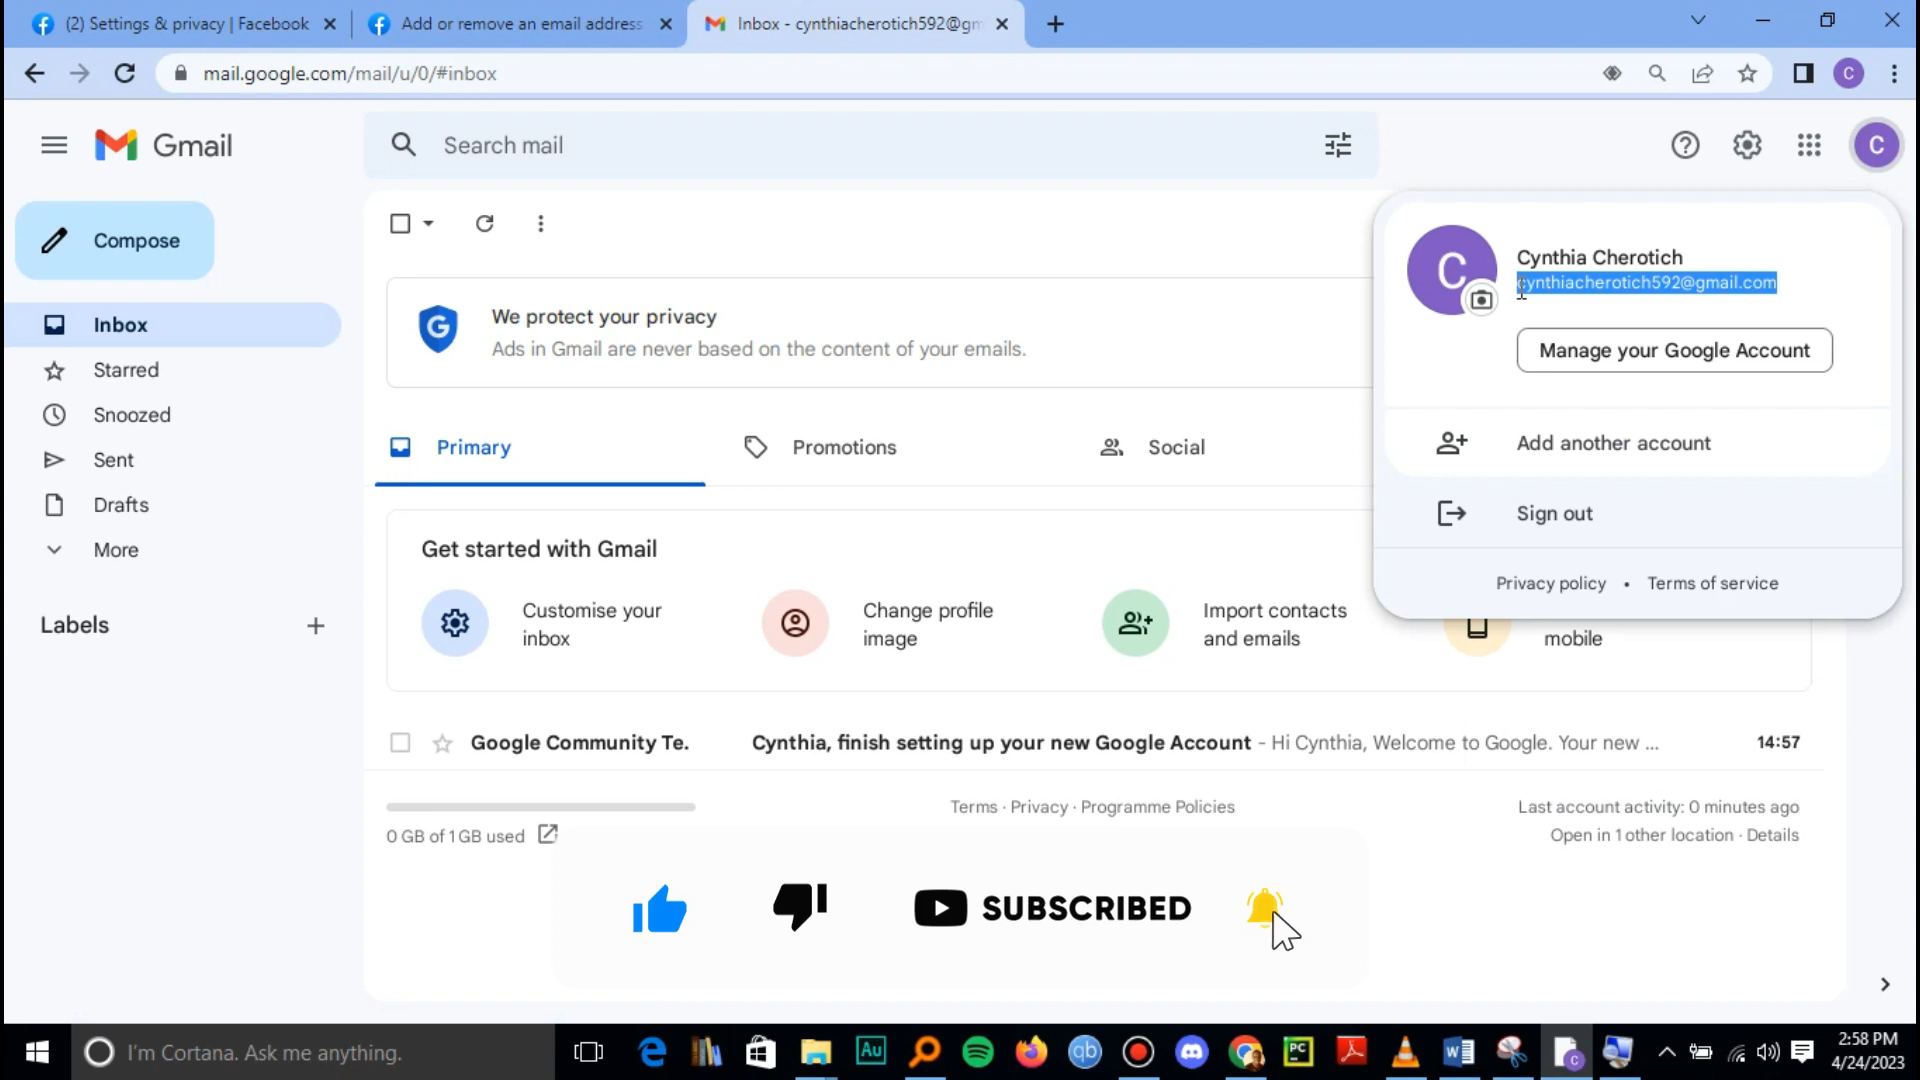 (2) Settings & privacy | Facebook
Add or remove an email address
Inbox - cynthiacherotich592@gm
mail.google.com/mail/u/0/#inbox
C
Gmail
Search mail
C
Compose
Inbox
Starred
Snoozed
Sent
Drafts
More
Labels
G
We protect your privacy
Ads in Gmail are never based on the content of your emails.
C
Cynthia Cherotich
cynthiacherotich592@gmail.com
Manage your Google Account
Add another account
Sign out
Privacy policy • Terms of service
Primary
Promotions
Social
Get started with Gmail
Customise your
inbox
Change profile
image
Import contacts
and emails
mobile
Google Community Te.
Cynthia, finish setting up your new Google Account - Hi Cynthia, Welcome to Google. Your new ...
14:57
0 GB of 1 GB used
Terms · Privacy · Programme Policies
Last account activity: 0 minutes ago
Open in 1 other location · Details
SUBSCRIBED
I'm Cortana. Ask me anything.
Au
qb
PC
C
2:58 PM
4/24/2023